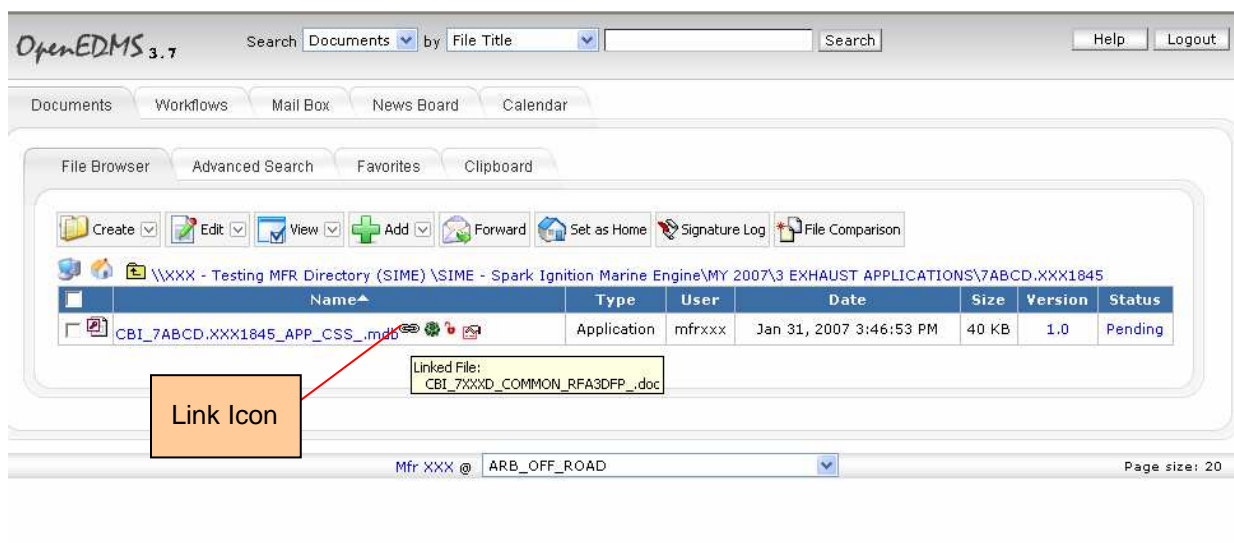 OpenEDMS 3.7 Search Documents by File Title Search Help Logout
Documents Workflows Mail Box News Board Calendar
File Browser Advanced Search Favorites Clipboard
Create Edit View Add Forward Set as Home Signature Log File Comparison
\\XXX - Testing MFR Directory (SIME) \SIME - Spark Ignition Marine Engine\MY 2007\3 EXHAUST APPLICATIONS\7ABCD.XXX1845
Name Type User Date Size Version Status
CBI_7ABCD.XXX1845_APP_CSS_.mdb Application mfrxxx Jan 31, 2007 3:46:53 PM 40 KB 1.0 Pending
Linked File:
CBI_7XXXD_COMMON_RFA3DFP_.doc
Link Icon
Mfr XXX @ ARB_OFF_ROAD Page size: 20